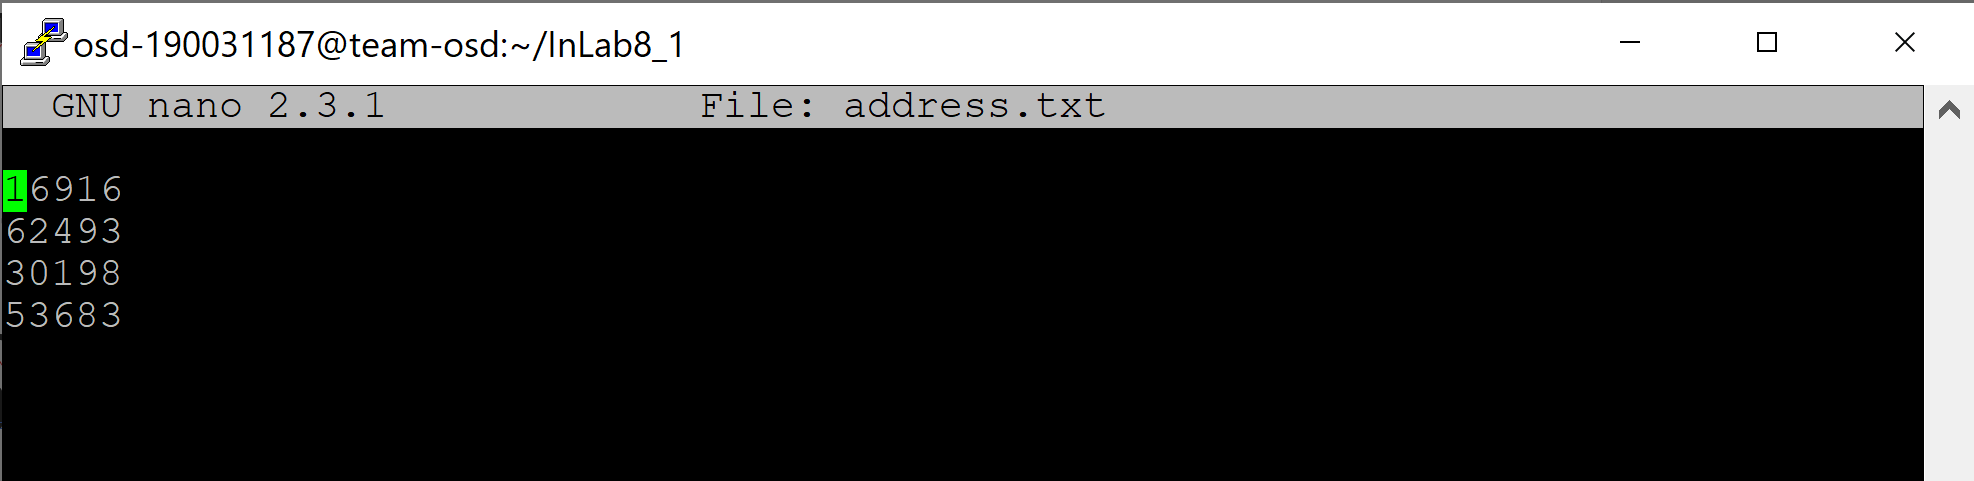 osd-190031187@team-osd:~/InLab8_1
GNU nano 2.3.1 File: address.txt
16916
62493
30198
53683